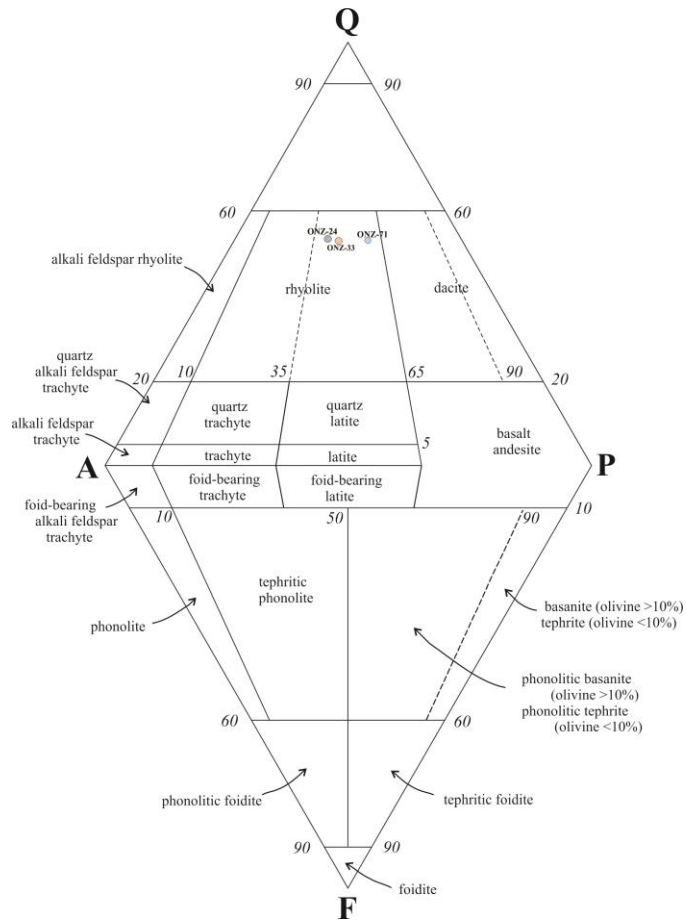 Q
90 90
60 60
ONZ-24 ONZ-71
ONZ-33
alkali feldspar rhyolite
rhyolite dacite
quartz
alkali feldspar
trachyte
20 10 35 65 90 20
quartz
trachyte
quartz
latite
alkali feldspar
trachyte
5
basalt
andesite
trachyte latite
A P
foid-bearing
trachyte
foid-bearing
latite
foid-bearing
alkali feldspar
trachyte
10 50 90 10
tephritic
phonolite
phonolite
basanite (olivine >10%)
tephrite (olivine <10%)
phonolitic basanite
(olivine >10%)
phonolitic tephrite
(olivine <10%)
60 60
phonolitic foidite tephritic foidite
90 90
foidite
F